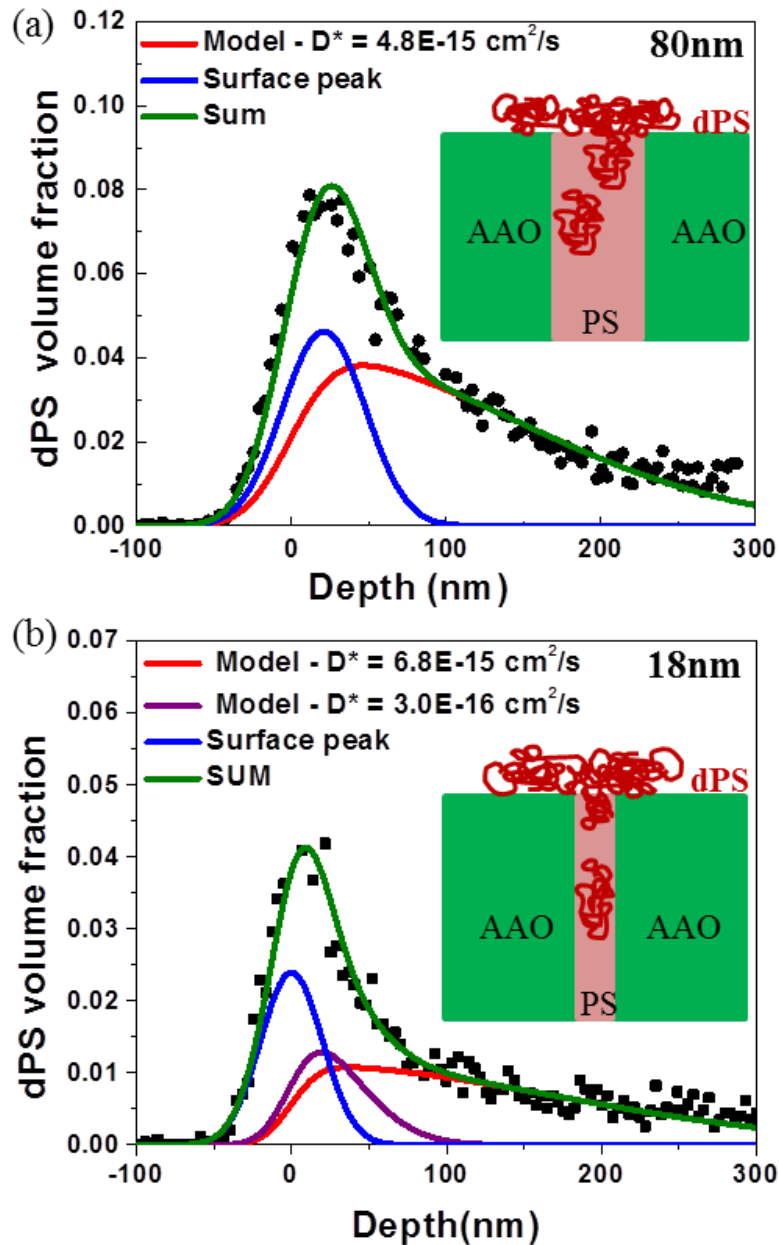 (a)
0.12
0.10
0.08
0.06
0.04
0.02
0.00
dPS volume fraction
Model - D* = 4.8E-15 cm²/s
Surface peak
Sum
80nm
dPS
AAO
AAO
PS
-100
0
100
200
300
Depth (nm)
(b)
0.07
0.06
0.05
0.04
0.03
0.02
0.01
0.00
dPS volume fraction
Model - D* = 6.8E-15 cm²/s
Model - D* = 3.0E-16 cm²/s
Surface peak
SUM
18nm
dPS
AAO
AAO
PS
-100
0
100
200
300
Depth(nm)